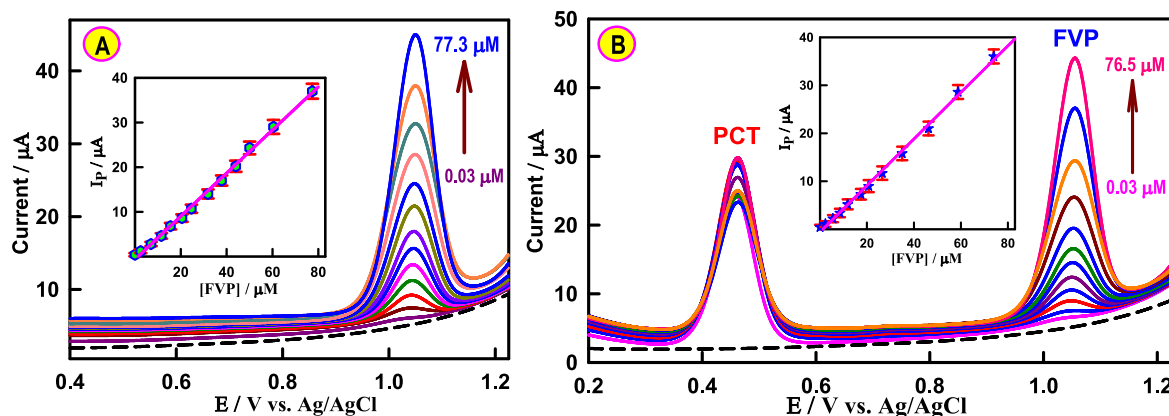 A
77.3 μM
0.03 μM
Current / μA
40
30
20
10
0.4
0.6
0.8
1.0
1.2
E / V vs. Ag/AgCl
Iₚ / μA
40
30
20
10
20
40
60
80
[FVP] / μM
B
PCT
FVP
76.5 μM
0.03 μM
Current / μA
50
40
30
20
10
0
0.2
0.4
0.6
0.8
1.0
1.2
E / V vs. Ag/AgCl
Iₚ / μA
40
30
20
10
20
40
60
80
[FVP] / μM